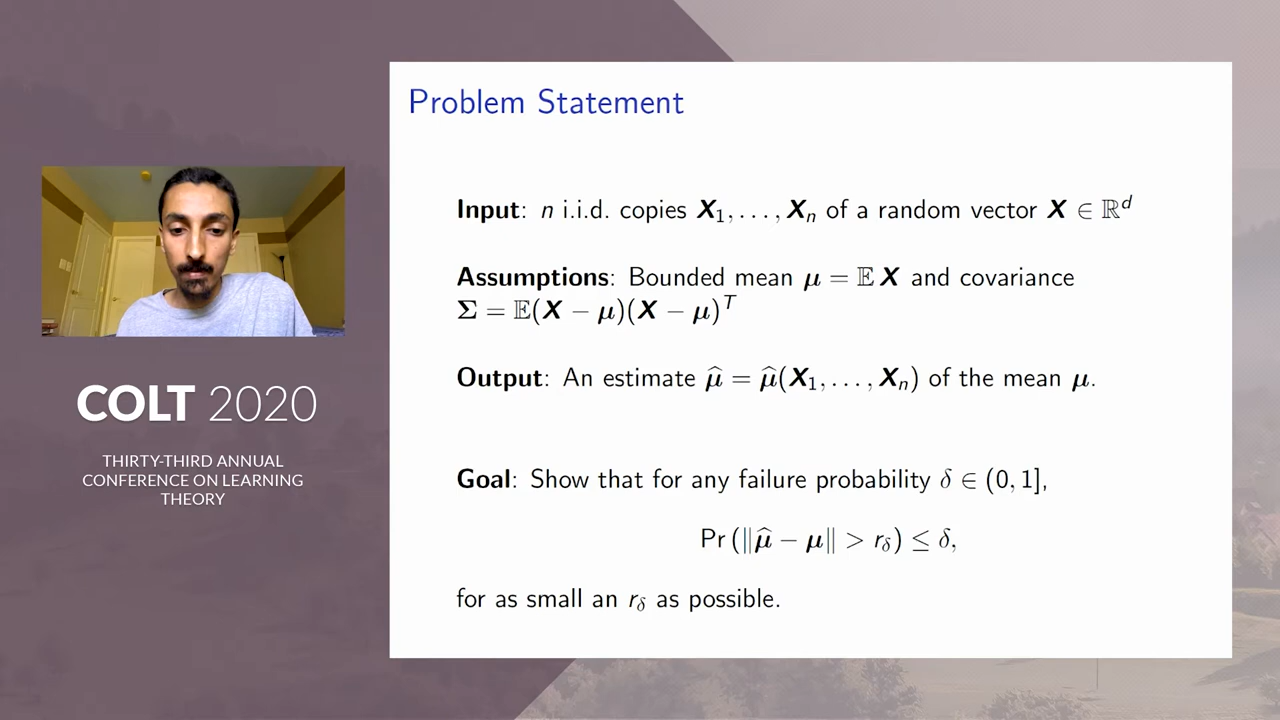 COLT 2020
THIRTY-THIRD ANNUAL
CONFERENCE ON LEARNING
THEORY
Problem Statement
Input: n i.i.d. copies X₁, . . . , Xₙ of a random vector X ∈ ℝᵈ
Assumptions: Bounded mean μ = 𝔼 X and covariance
Σ = 𝔼(X − μ)(X − μ)ᵀ
Output: An estimate μ̂ = μ̂(X₁, . . . , Xₙ) of the mean μ.
Goal: Show that for any failure probability δ ∈ (0, 1],
Pr (‖μ̂ − μ‖ > r_δ) ≤ δ,
for as small an r_δ as possible.